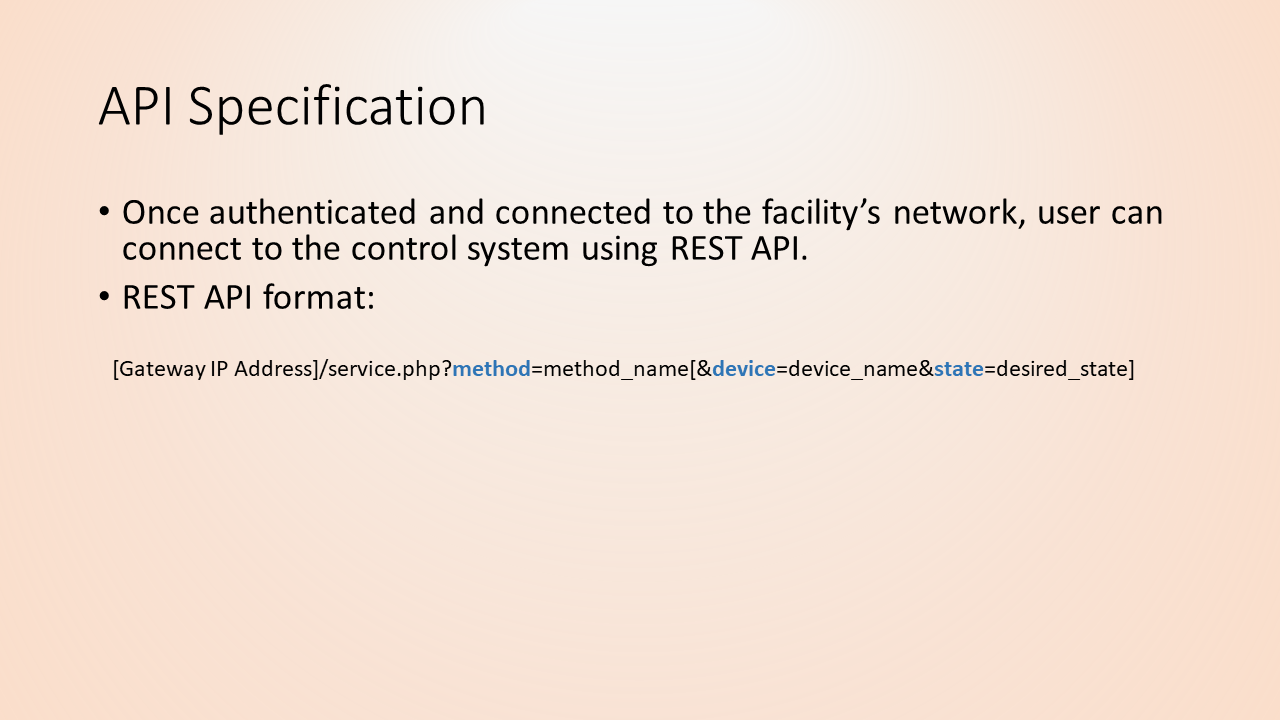 API Specification
• Once authenticated and connected to the facility’s network, user can
connect to the control system using REST API.
• REST API format:
[Gateway IP Address]/service.php?method=method_name[&device=device_name&state=desired_state]